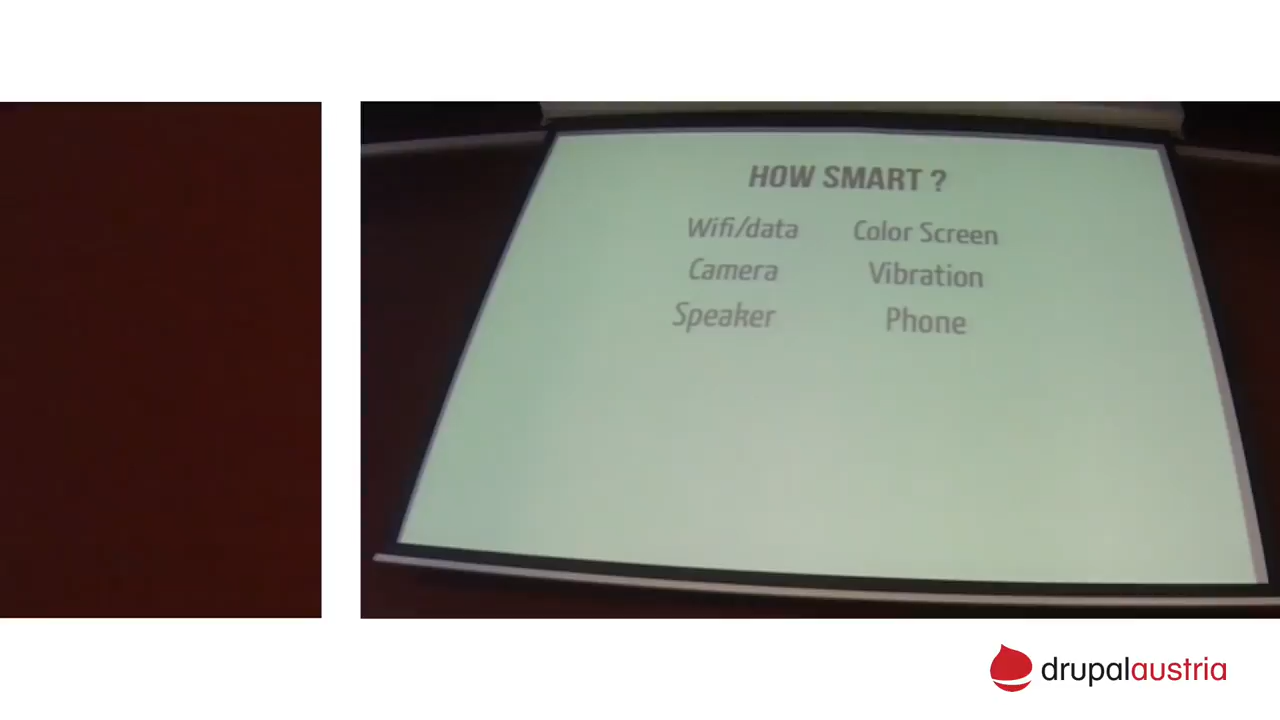 HOW SMART ?
Wifi/data Color Screen
Camera Vibration
Speaker Phone
drupalaustria